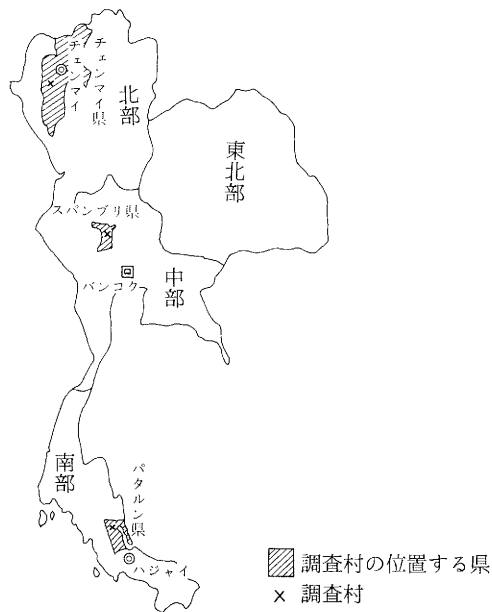 チェンマイ県
チェンマイ
北部
東北部
スパンブリ県
バンコク
中部
南部
パタルン県
ハジャイ
調査村の位置する県
× 調査村